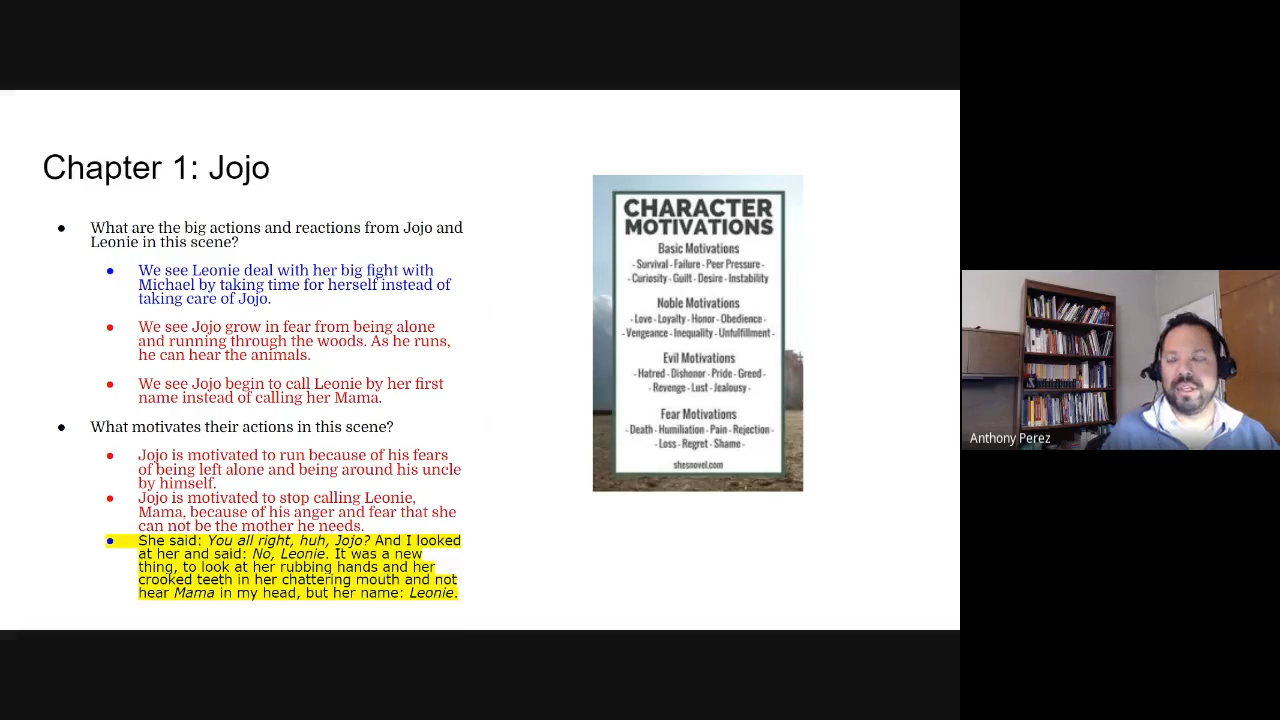 Chapter 1: Jojo
What are the big actions and reactions from Jojo and
Leonie in this scene?
We see Leonie deal with her big fight with
Michael by taking time for herself instead of
taking care of Jojo.
We see Jojo grow in fear from being alone
and running through the woods. As he runs,
he can hear the animals.
We see Jojo begin to call Leonie by her first
name instead of calling her Mama.
What motivates their actions in this scene?
Jojo is motivated to run because of his fears
of being left alone and being around his uncle
by himself.
Jojo is motivated to stop calling Leonie,
Mama, because of his anger and fear that she
can not be the mother he needs.
She said: You all right, huh, Jojo? And I looked
at her and said: No, Leonie. It was a new
thing, to look at her rubbing hands and her
crooked teeth in her chattering mouth and not
hear Mama in my head, but her name: Leonie.
CHARACTER
MOTIVATIONS
Basic Motivations
- Survival - Failure - Peer Pressure -
- Curiosity - Guilt - Desire - Instability
Noble Motivations
- Love - Loyalty - Honor - Obedience -
- Vengeance - Inequality - Unfulfillment -
Evil Motivations
- Hatred - Dishonor - Pride - Greed -
- Revenge - Lust - Jealousy -
Fear Motivations
- Death - Humiliation - Pain - Rejection -
- Loss - Regret - Shame -
shesnovel.com
Anthony Perez